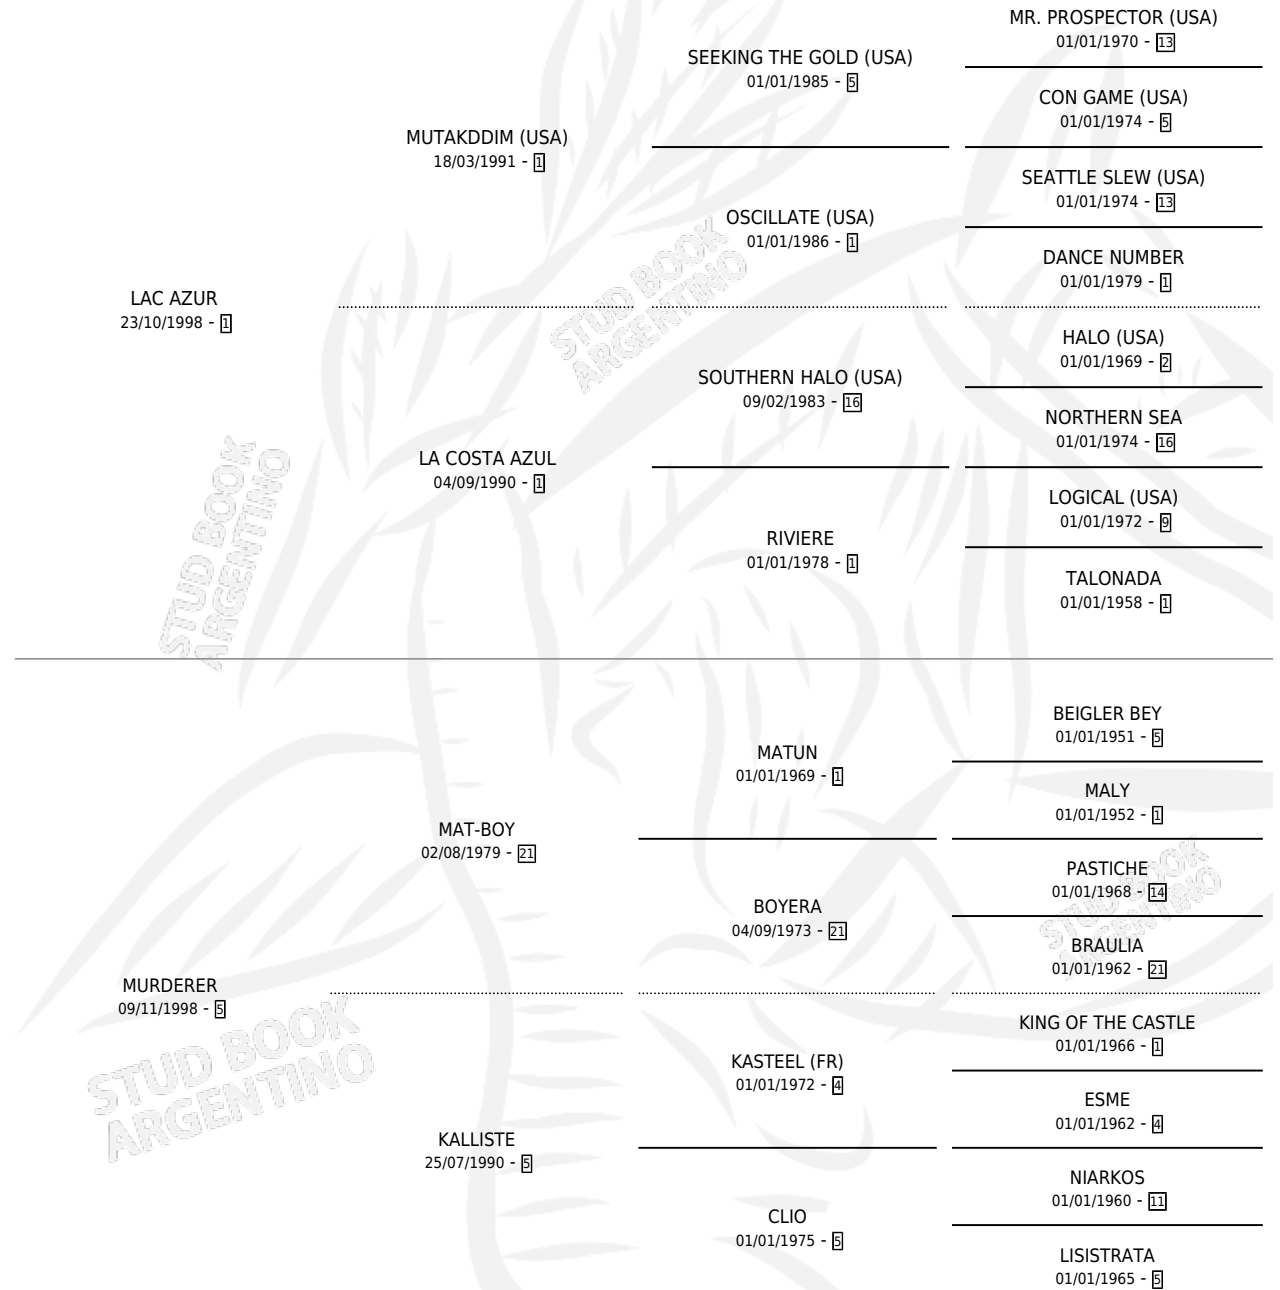 MR. PROSPECTOR (USA)
01/01/1970 - 13
SEEKING THE GOLD (USA)
01/01/1985 - 5
CON GAME (USA)
01/01/1974 - 5
MUTAKDDIM (USA)
18/03/1991 - 1
SEATTLE SLEW (USA)
01/01/1974 - 13
OSCILLATE (USA)
01/01/1986 - 1
DANCE NUMBER
01/01/1979 - 1
LAC AZUR
23/10/1998 - 1
HALO (USA)
01/01/1969 - 2
SOUTHERN HALO (USA)
09/02/1983 - 16
NORTHERN SEA
01/01/1974 - 16
LA COSTA AZUL
04/09/1990 - 1
LOGICAL (USA)
01/01/1972 - 9
RIVIERE
01/01/1978 - 1
TALONADA
01/01/1958 - 1
STUD BOOK
ARGENTINO
STUD BOOK
ARGENTINO
BEIGLER BEY
01/01/1951 - 5
MATUN
01/01/1969 - 1
MALY
01/01/1952 - 1
MAT-BOY
02/08/1979 - 21
PASTICHE
01/01/1968 - 14
BOYERA
04/09/1973 - 21
BRAULIA
01/01/1962 - 21
MURDERER
09/11/1998 - 5
KING OF THE CASTLE
01/01/1966 - 1
KASTEEL (FR)
01/01/1972 - 4
ESME
01/01/1962 - 4
KALLISTE
25/07/1990 - 5
NIARKOS
01/01/1960 - 11
CLIO
01/01/1975 - 5
LISISTRATA
01/01/1965 - 5
STUD BOOK
ARGENTINO
STUD BOOK
ARGENTINO